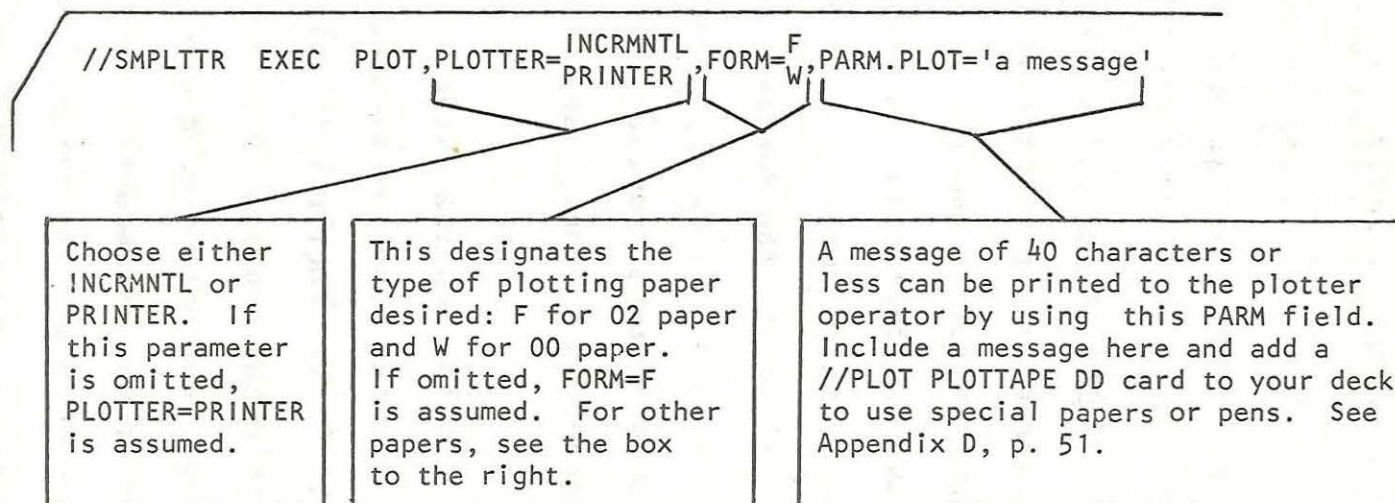 //SMPLTTR EXEC PLOT,PLOTTER=INCRMNTL PRINTER,FORM=F W,PARM.PLOT='a message'
Choose either
INCRMNTL or
PRINTER. If
this parameter
is omitted,
PLOTTER=PRINTER
is assumed.
This designates the
type of plotting paper
desired: F for 02 paper
and W for 00 paper.
If omitted, FORM=F
is assumed. For other
papers, see the box
to the right.
A message of 40 characters or
less can be printed to the plotter
operator by using this PARM field.
Include a message here and add a
//PLOT PLOTTAPE DD card to your deck
to use special papers or pens. See
Appendix D, p. 51.